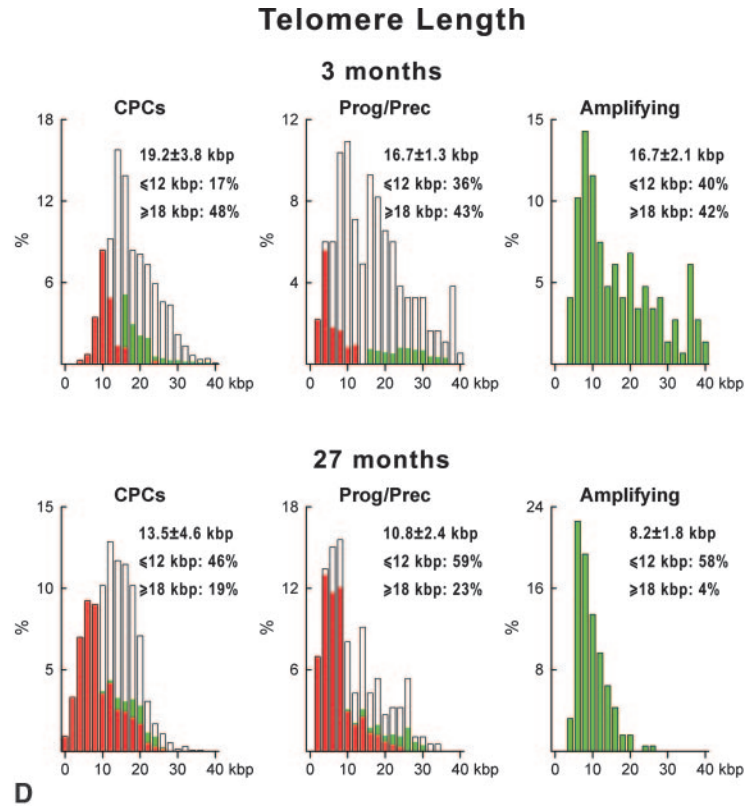 Telomere Length
3 months
CPCs
Prog/Prec
Amplifying
18
12
6
%
19.2±3.8 kbp
⩽12 kbp: 17%
⩾18 kbp: 48%
0 10 20 30 40 kbp
12
8
4
%
16.7±1.3 kbp
⩽12 kbp: 36%
⩾18 kbp: 43%
0 10 20 30 40 kbp
15
10
5
%
16.7±2.1 kbp
⩽12 kbp: 40%
⩾18 kbp: 42%
0 10 20 30 40 kbp
27 months
CPCs
Prog/Prec
Amplifying
15
10
5
%
13.5±4.6 kbp
⩽12 kbp: 46%
⩾18 kbp: 19%
0 10 20 30 40 kbp
18
12
6
%
10.8±2.4 kbp
⩽12 kbp: 59%
⩾18 kbp: 23%
0 10 20 30 40 kbp
24
16
8
%
8.2±1.8 kbp
⩽12 kbp: 58%
⩾18 kbp: 4%
0 10 20 30 40 kbp
D